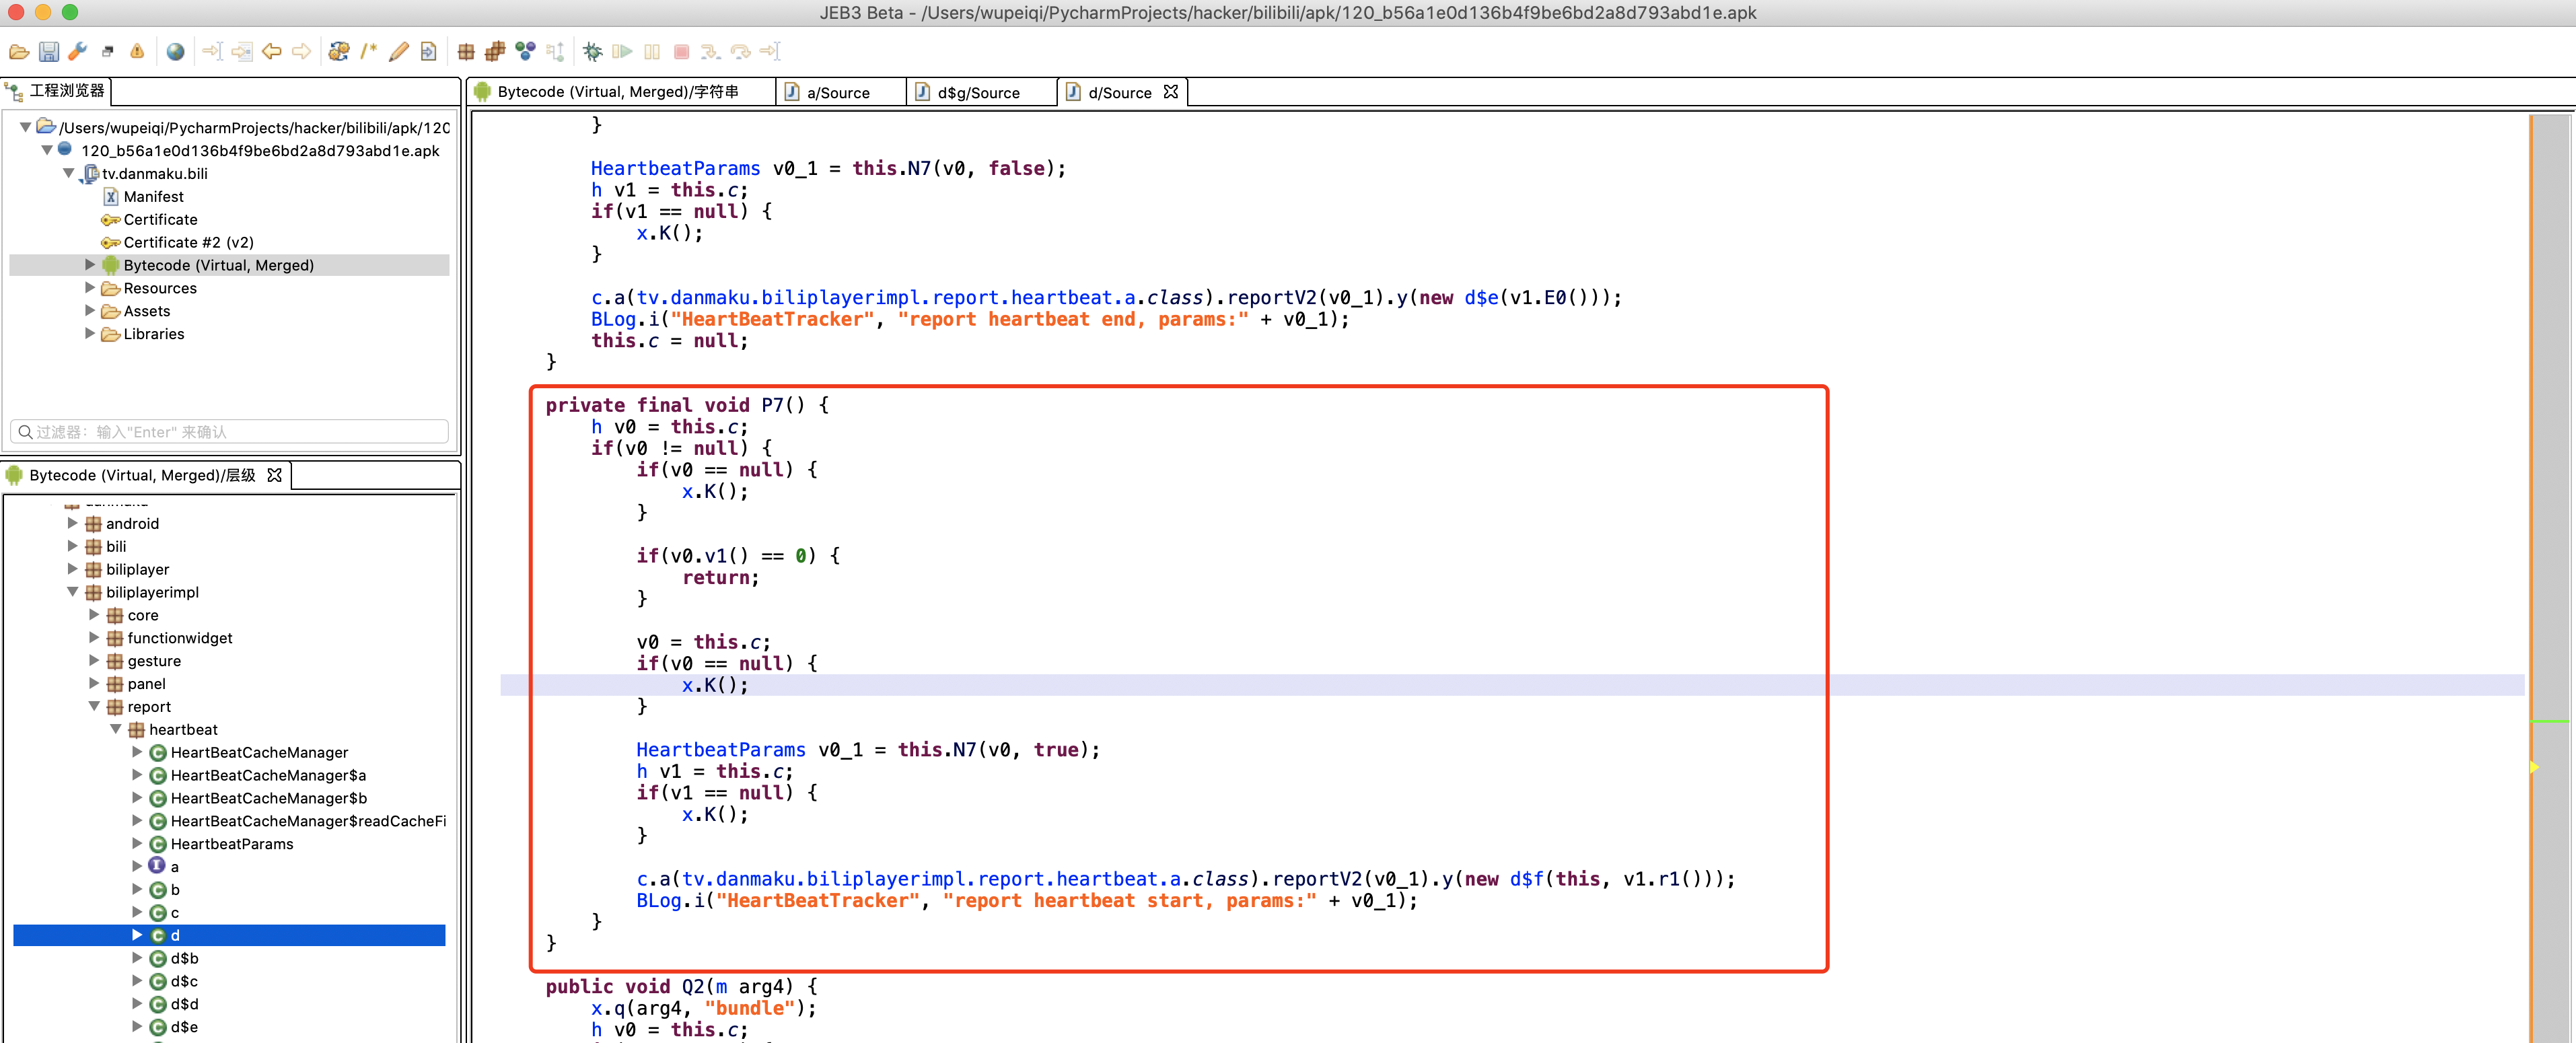 JEB3 Beta - /Users/wupeiqi/PycharmProjects/hacker/bilibili/apk/120_b56a1e0d136b4f9be6bd2a8d793abd1e.apk
工程浏览器
/Users/wupeiqi/PycharmProjects/hacker/bilibili/apk/120
120_b56a1e0d136b4f9be6bd2a8d793abd1e.apk
tv.danmaku.bili
Manifest
Certificate
Certificate #2 (v2)
Bytecode (Virtual, Merged)
Resources
Assets
Libraries
过滤器: 输入"Enter" 来确认
Bytecode (Virtual, Merged)/层级
danmaku
android
bili
biliplayer
biliplayerimpl
core
functionwidget
gesture
panel
report
heartbeat
HeartBeatCacheManager
HeartBeatCacheManager$a
HeartBeatCacheManager$b
HeartBeatCacheManager$readCacheFi
HeartbeatParams
a
b
c
d
d$b
d$c
d$d
d$e
Bytecode (Virtual, Merged)/字符串
a/Source
d$g/Source
d/Source
}
HeartbeatParams v0_1 = this.N7(v0, false);
h v1 = this.c;
if(v1 == null) {
x.K();
}
c.a(tv.danmaku.biliplayerimpl.report.heartbeat.a.class).reportV2(v0_1).y(new d$e(v1.E0()));
BLog.i("HeartBeatTracker", "report heartbeat end, params:" + v0_1);
this.c = null;
}
private final void P7() {
h v0 = this.c;
if(v0 != null) {
if(v0 == null) {
x.K();
}
if(v0.v1() == 0) {
return;
}
v0 = this.c;
if(v0 == null) {
x.K();
}
HeartbeatParams v0_1 = this.N7(v0, true);
h v1 = this.c;
if(v1 == null) {
x.K();
}
c.a(tv.danmaku.biliplayerimpl.report.heartbeat.a.class).reportV2(v0_1).y(new d$f(this, v1.r1()));
BLog.i("HeartBeatTracker", "report heartbeat start, params:" + v0_1);
}
}
public void Q2(m arg4) {
x.q(arg4, "bundle");
h v0 = this.c;